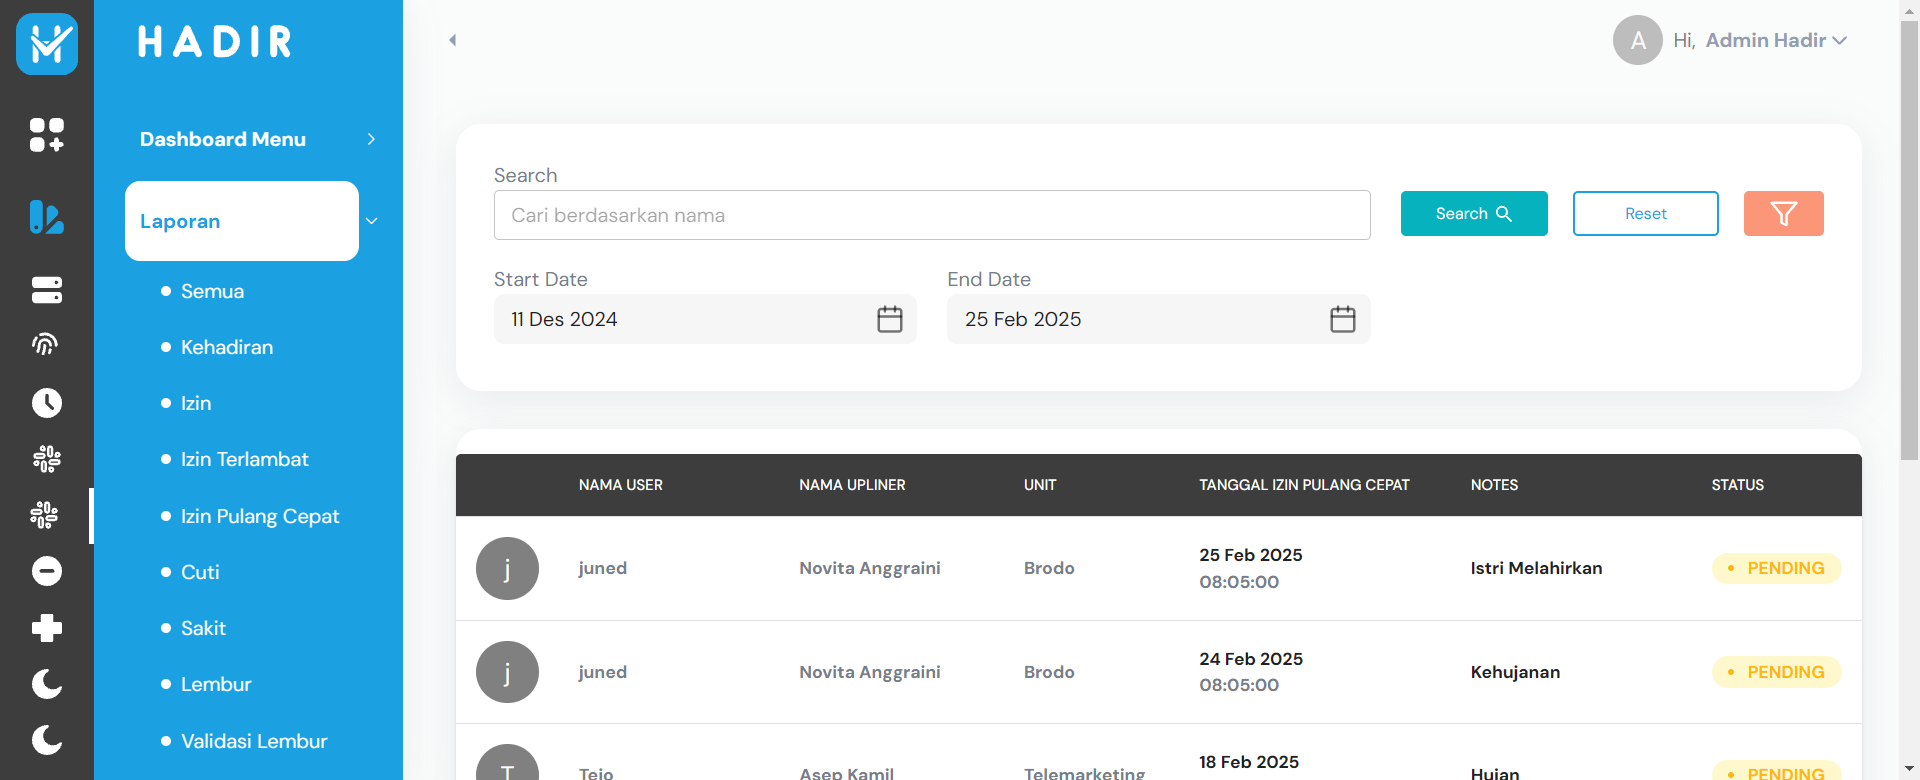 HADIR
A Hi, Admin Hadir
Dashboard Menu
Laporan
Semua
Kehadiran
Izin
Izin Terlambat
Izin Pulang Cepat
Cuti
Sakit
Lembur
Validasi Lembur
Search
Cari berdasarkan nama
Search
Reset
Start Date
End Date
11 Des 2024
25 Feb 2025
NAMA USER NAMA UPLINER UNIT TANGGAL IZIN PULANG CEPAT NOTES STATUS
j juned Novita Anggraini Brodo 25 Feb 2025 Istri Melahirkan PENDING
08:05:00
j juned Novita Anggraini Brodo 24 Feb 2025 Kehujanan PENDING
08:05:00
T Tejo Asep Kamil Telemarketing 18 Feb 2025 Hujan PENDING